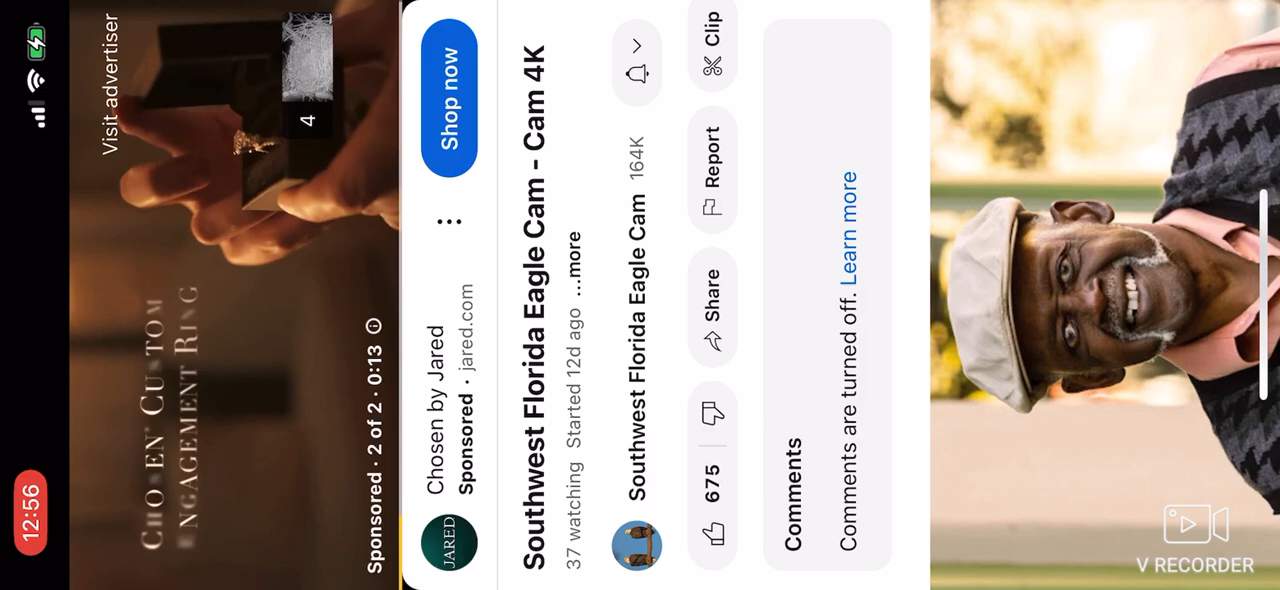 12:56
Visit advertiser
CHOSEN CUSTOM
ENGAGEMENT RING
4
Sponsored · 2 of 2 · 0:13
JARED
Chosen by Jared
Sponsored · jared.com
Shop now
Southwest Florida Eagle Cam - Cam 4K
37 watching Started 12d ago ...more
Southwest Florida Eagle Cam 164K
675
Share
Report
Clip
Comments
Comments are turned off. Learn more
V RECORDER